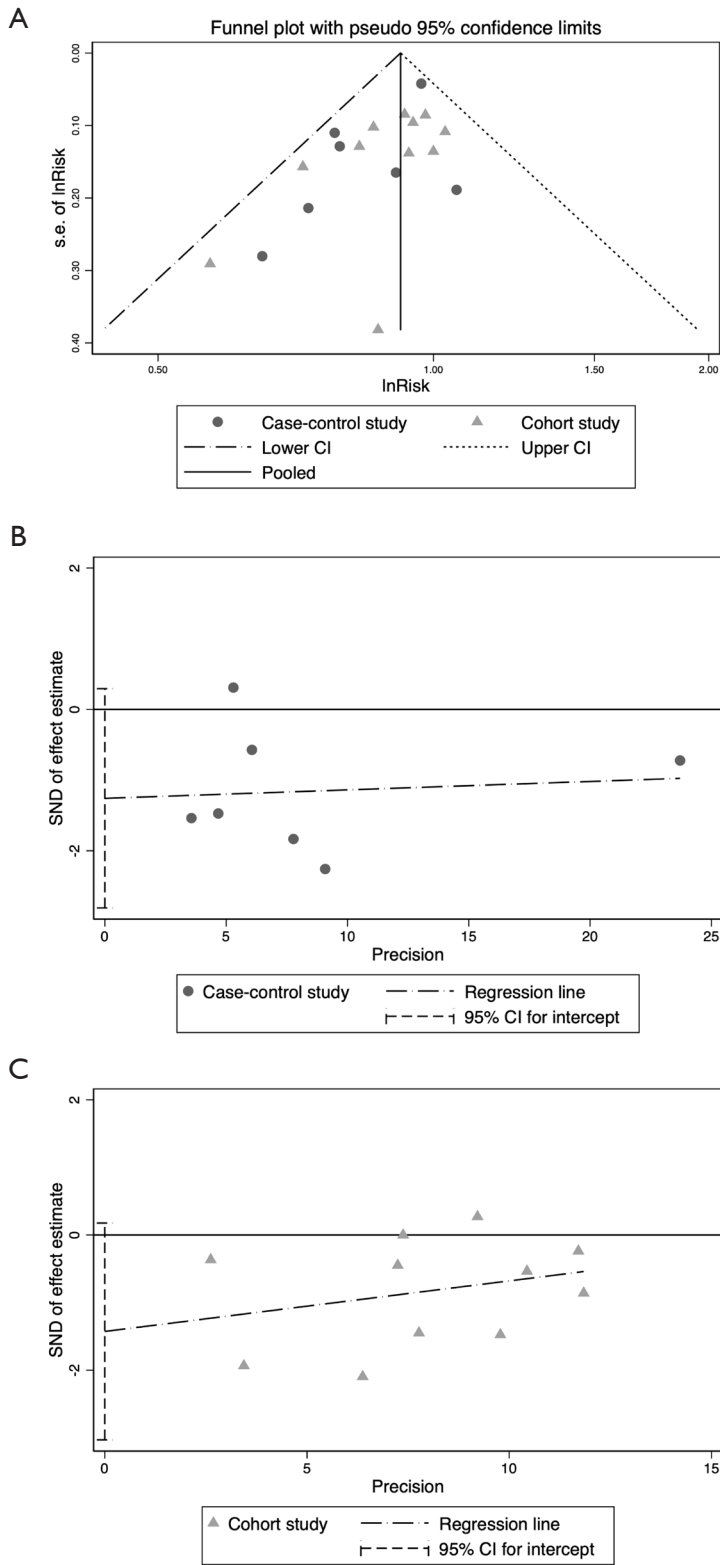 A
Funnel plot with pseudo 95% confidence limits
0.00
0.10
0.20
0.30
0.40
s.e. of lnRisk
0.50 1.00 1.50 2.00
lnRisk
Case-control study Cohort study
Lower CI Upper CI
Pooled
B
2
0
-2
SND of effect estimate
0 5 10 15 20 25
Precision
Case-control study Regression line
95% CI for intercept
C
2
0
-2
SND of effect estimate
0 5 10 15
Precision
Cohort study Regression line
95% CI for intercept